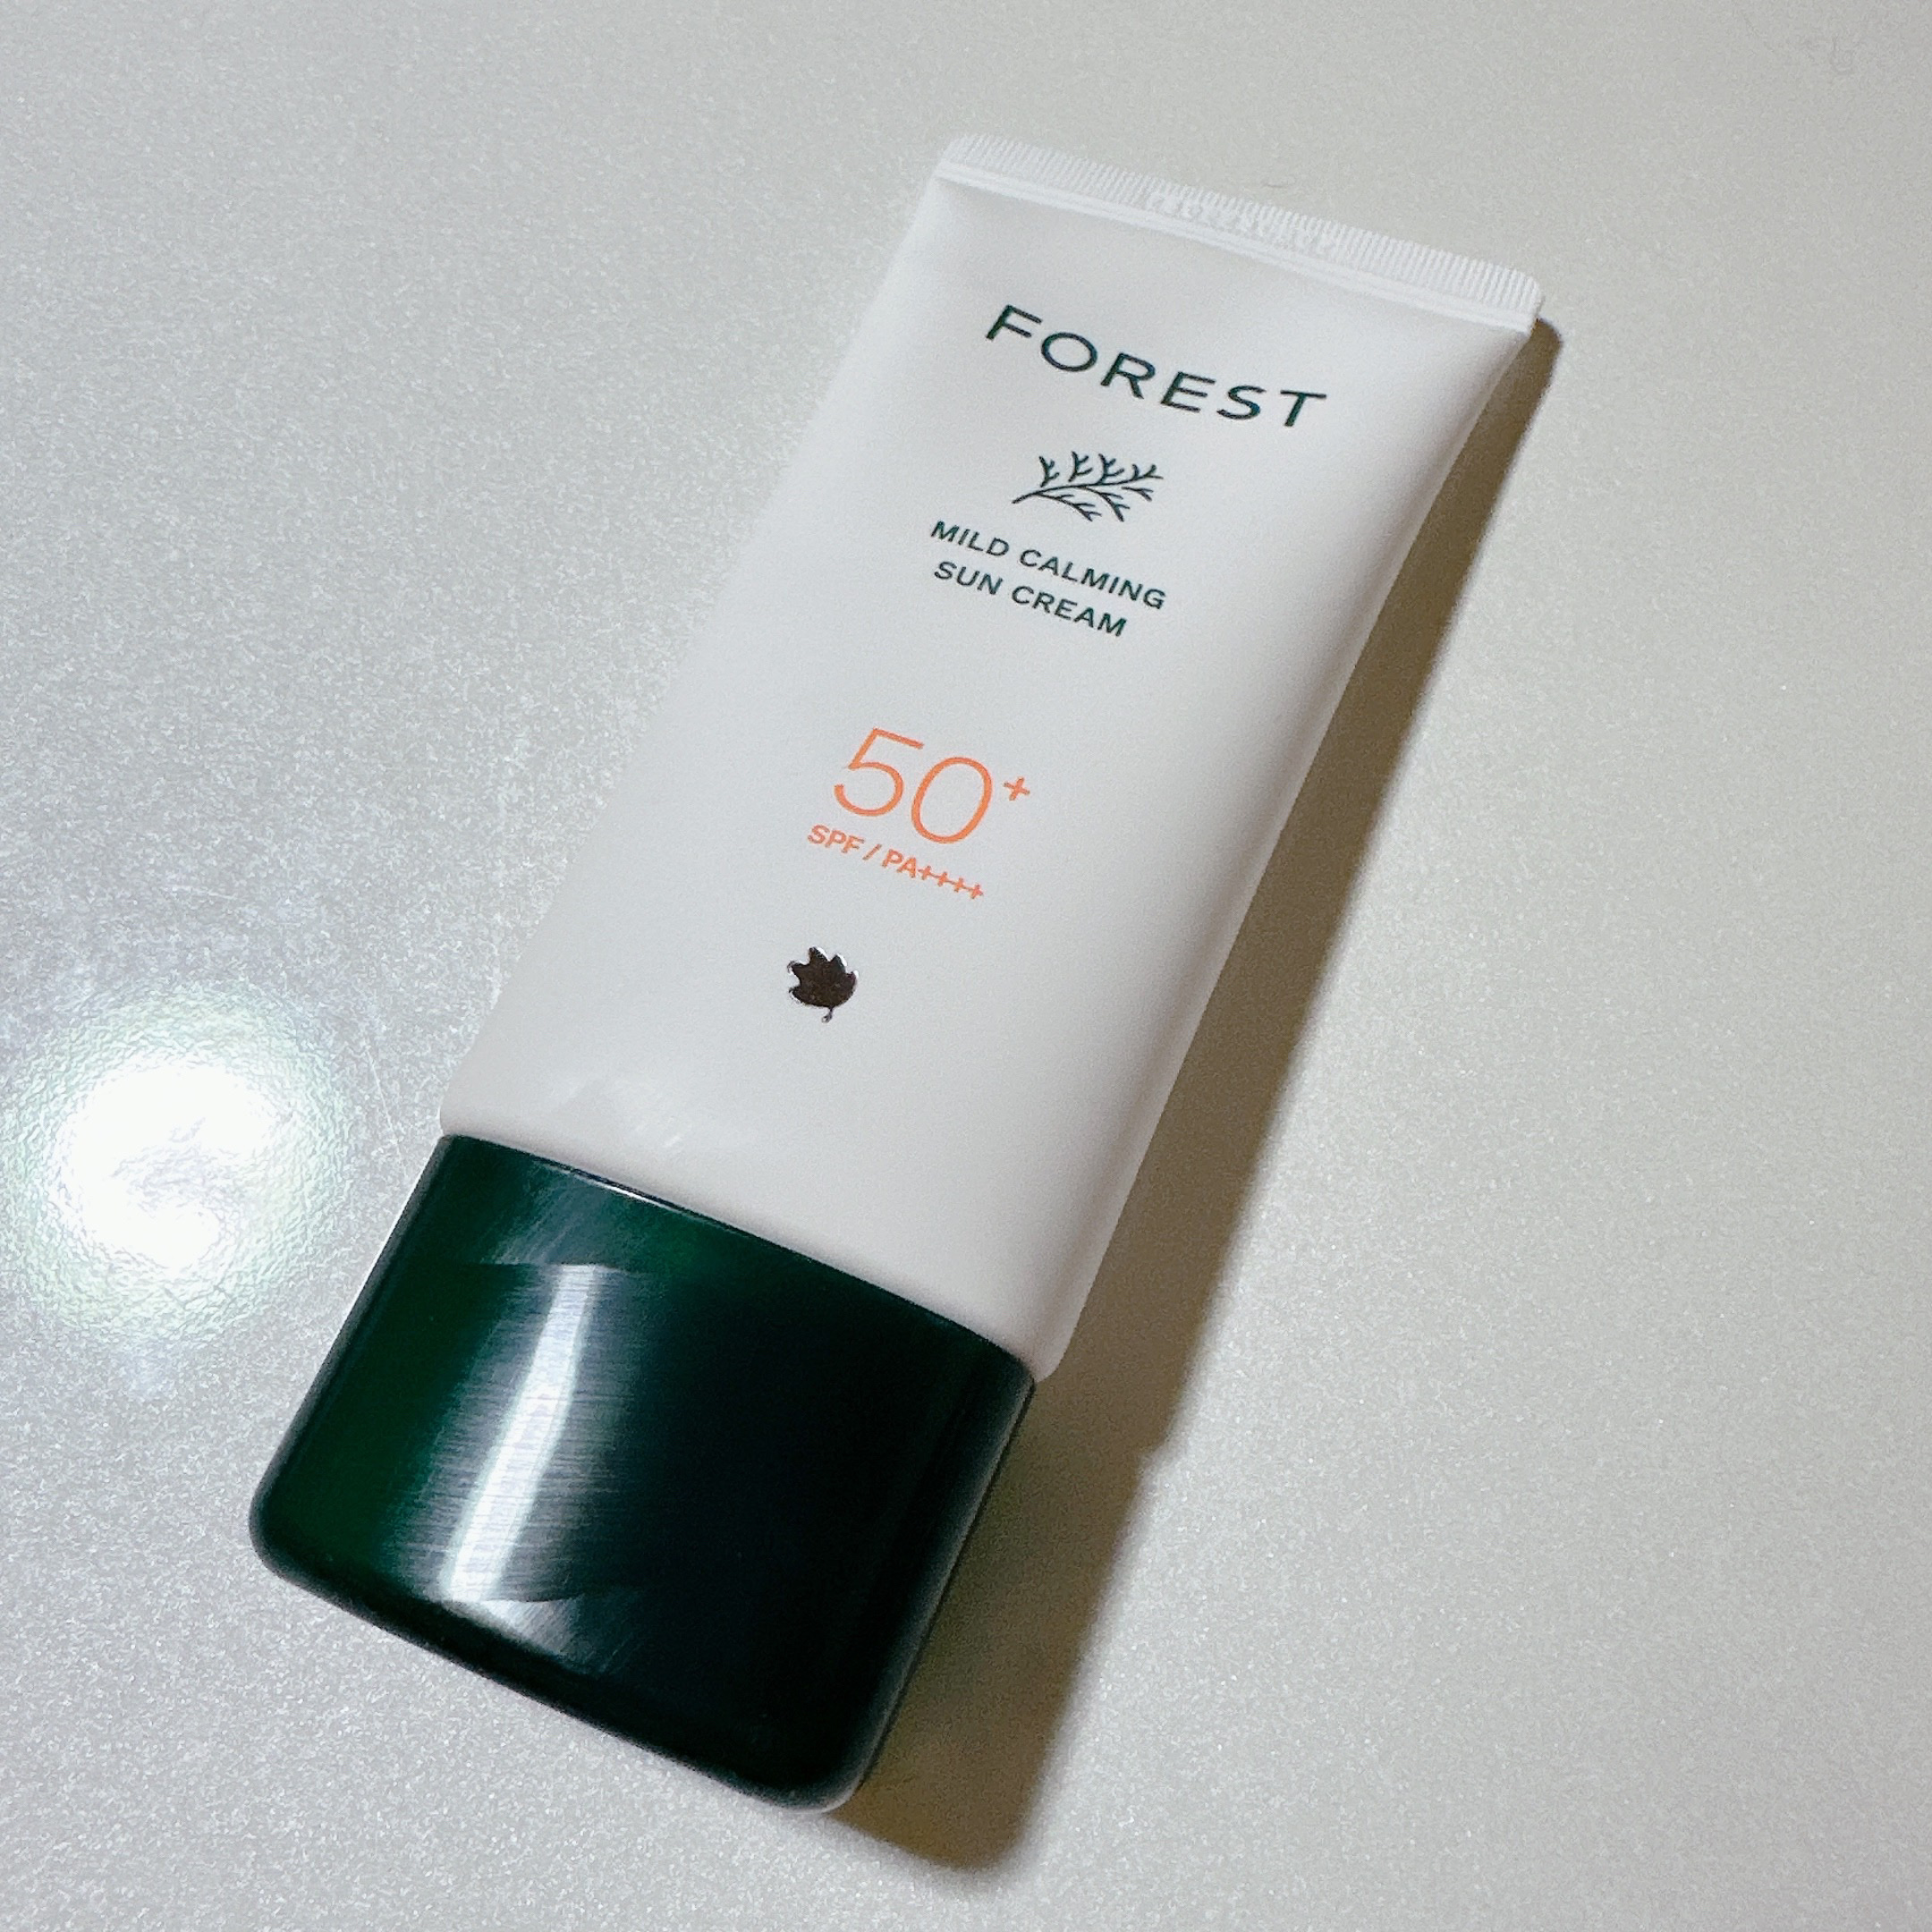 FOREST
MILD CALMING
SUN CREAM
50+
SPF / PA++++